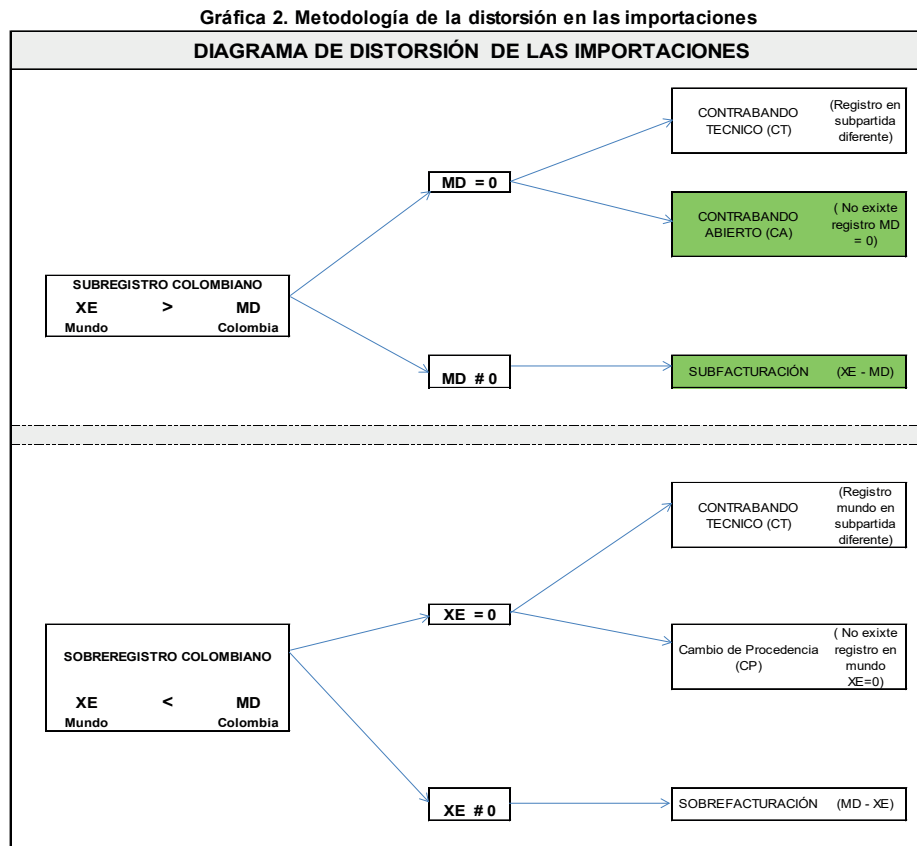 Gráfica 2. Metodología de la distorsión en las importaciones
DIAGRAMA DE DISTORSIÓN DE LAS IMPORTACIONES
SUBREGISTRO COLOMBIANO
XE > MD
Mundo Colombia
MD = 0
CONTRABANDO
TECNICO (CT)
(Registro en
subpartida
diferente)
CONTRABANDO
ABIERTO (CA)
( No exixte
registro MD
= 0)
MD # 0
SUBFACTURACIÓN (XE - MD)
SOBREREGISTRO COLOMBIANO
XE < MD
Mundo Colombia
XE = 0
CONTRABANDO
TECNICO (CT)
(Registro
mundo en
subpartida
diferente)
Cambio de Procedencia
(CP)
( No exixte
registro en
mundo
XE=0)
XE # 0
SOBREFACTURACIÓN (MD - XE)